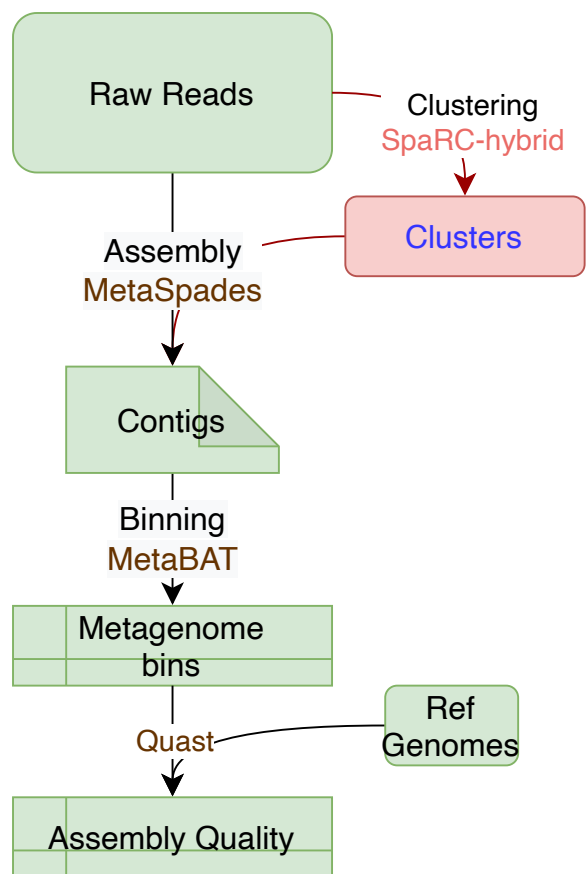 Raw Reads
Clustering
SpaRC-hybrid
Clusters
Assembly
MetaSpades
Contigs
Binning
MetaBAT
Metagenome
bins
Quast
Ref
Genomes
Assembly Quality